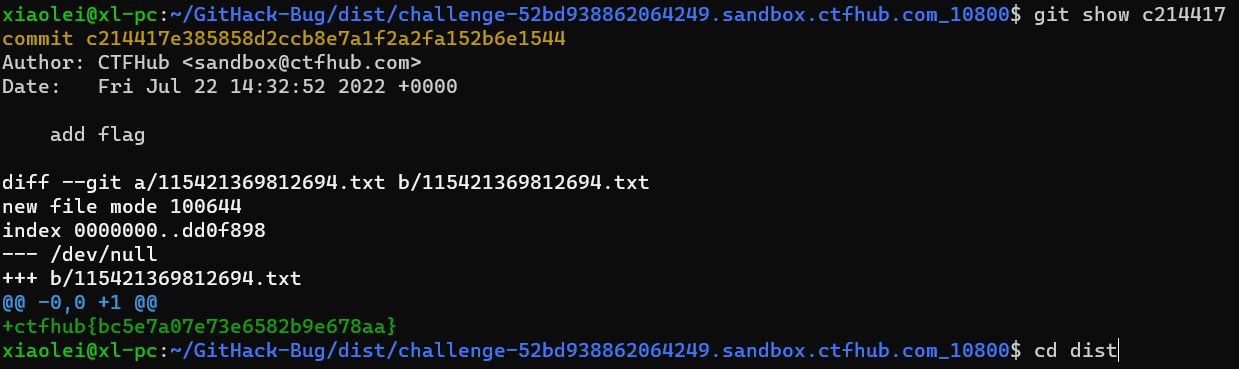 xiaolei@xl-pc:~/GitHack-Bug/dist/challenge-52bd938862064249.sandbox.ctfhub.com_10800$ git show c214417
commit c214417e385858d2ccb8e7a1f2a2fa152b6e1544
Author: CTFHub <sandbox@ctfhub.com>
Date:   Fri Jul 22 14:32:52 2022 +0000
    add flag
diff --git a/115421369812694.txt b/115421369812694.txt
new file mode 100644
index 0000000..dd0f898
--- /dev/null
+++ b/115421369812694.txt
@@ -0,0 +1 @@
+ctfhub{bc5e7a07e73e6582b9e678aa}
xiaolei@xl-pc:~/GitHack-Bug/dist/challenge-52bd938862064249.sandbox.ctfhub.com_10800$ cd dist